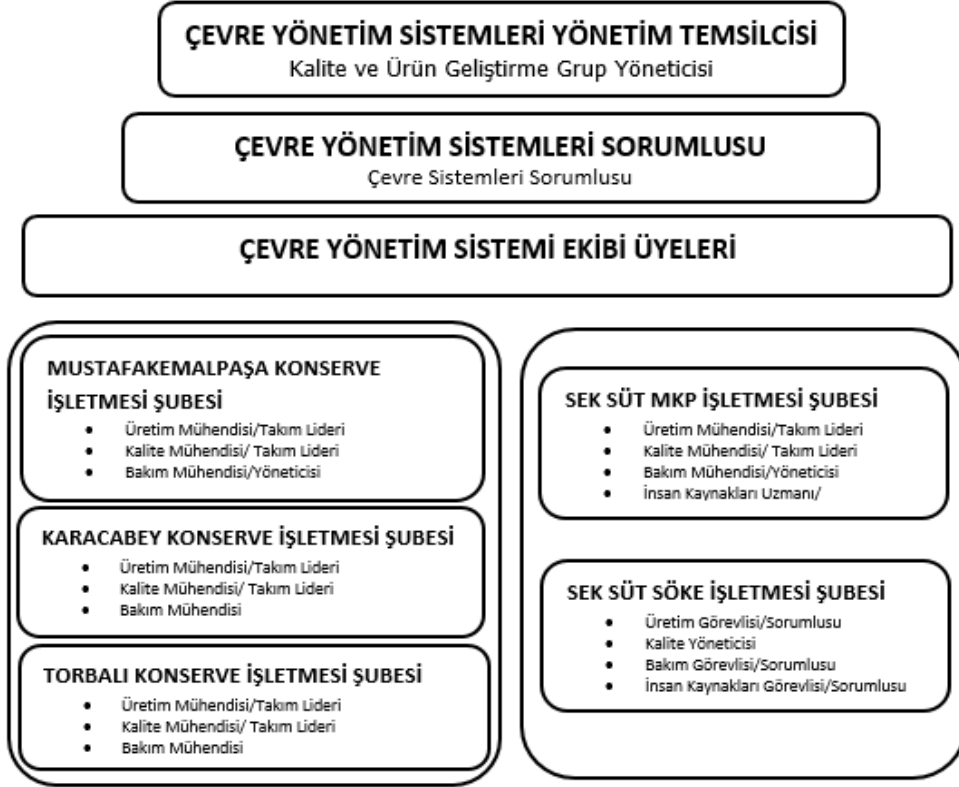 ÇEVRE YÖNETİM SİSTEMLERİ YÖNETİM TEMSİLCİSİ
Kalite ve Ürün Geliştirme Grup Yöneticisi
ÇEVRE YÖNETİM SİSTEMLERİ SORUMLUSU
Çevre Sistemleri Sorumlusu
ÇEVRE YÖNETİM SİSTEMİ EKİBİ ÜYELERİ
MUSTAFAKEMALPAŞA KONSERVE
İŞLETMESİ ŞUBESİ
• Üretim Mühendisi/Takım Lideri
• Kalite Mühendisi/ Takım Lideri
• Bakım Mühendisi/Yöneticisi
KARACABEY KONSERVE İŞLETMESİ ŞUBESİ
• Üretim Mühendisi/Takım Lideri
• Kalite Mühendisi/ Takım Lideri
• Bakım Mühendisi
TORBALI KONSERVE İŞLETMESİ ŞUBESİ
• Üretim Mühendisi/Takım Lideri
• Kalite Mühendisi/ Takım Lideri
• Bakım Mühendisi
SEK SÜT MKP İŞLETMESİ ŞUBESİ
• Üretim Mühendisi/Takım Lideri
• Kalite Mühendisi/ Takım Lideri
• Bakım Mühendisi/Yöneticisi
• İnsan Kaynakları Uzmanı/
SEK SÜT SÖKE İŞLETMESİ ŞUBESİ
• Üretim Görevlisi/Sorumlusu
• Kalite Yöneticisi
• Bakım Görevlisi/Sorumlusu
• İnsan Kaynakları Görevlisi/Sorumlusu